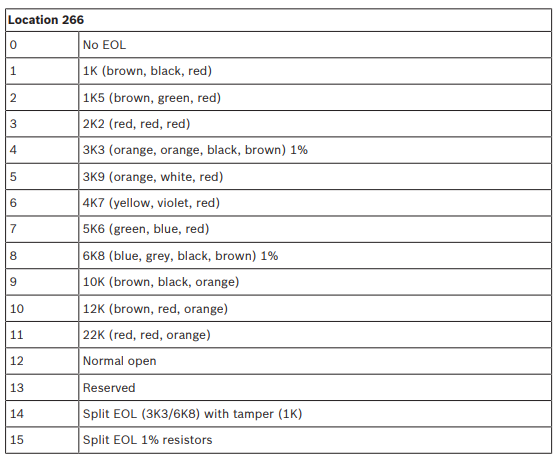 Location 266
0 No EOL
1 1K (brown, black, red)
2 1K5 (brown, green, red)
3 2K2 (red, red, red)
4 3K3 (orange, orange, black, brown) 1%
5 3K9 (orange, white, red)
6 4K7 (yellow, violet, red)
7 5K6 (green, blue, red)
8 6K8 (blue, grey, black, brown) 1%
9 10K (brown, black, orange)
10 12K (brown, red, orange)
11 22K (red, red, orange)
12 Normal open
13 Reserved
14 Split EOL (3K3/6K8) with tamper (1K)
15 Split EOL 1% resistors